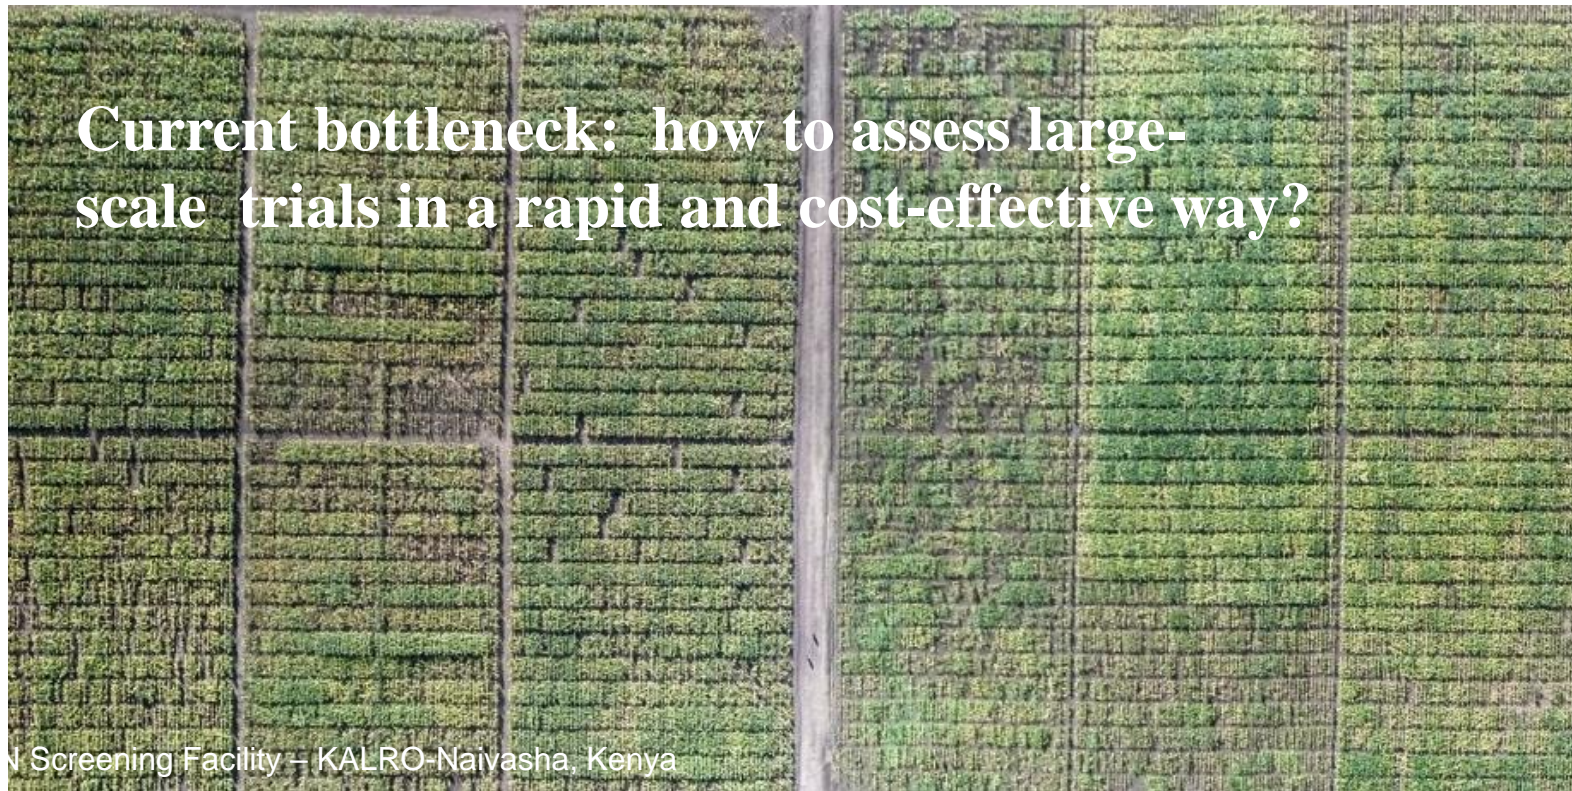 Current bottleneck:  how to assess large-
scale  trials in a rapid and cost-effective way?
N Screening Facility – KALRO-Naivasha, Kenya